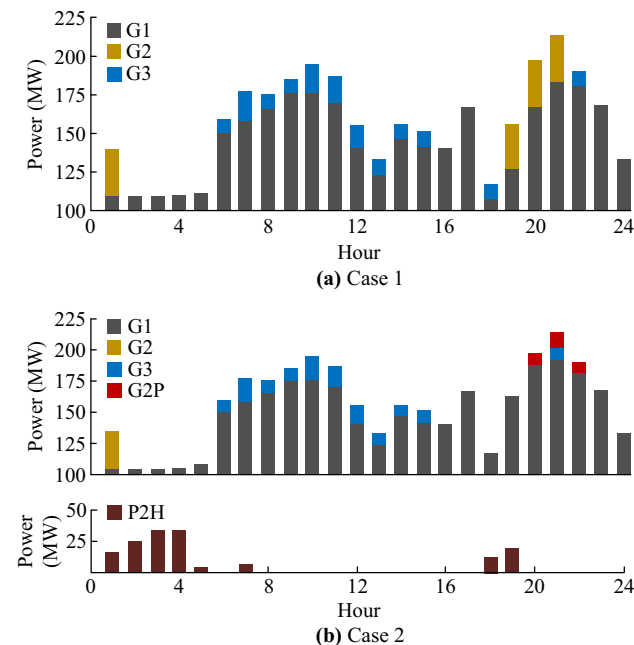 225
200
175
150
125
100
Power (MW)
G1
G2
G3
0 4 8 12 16 20 24
Hour
(a) Case 1
225
200
175
150
125
100
Power (MW)
G1
G2
G3
G2P
50
25
Power
(MW)
P2H
0 4 8 12 16 20 24
Hour
(b) Case 2